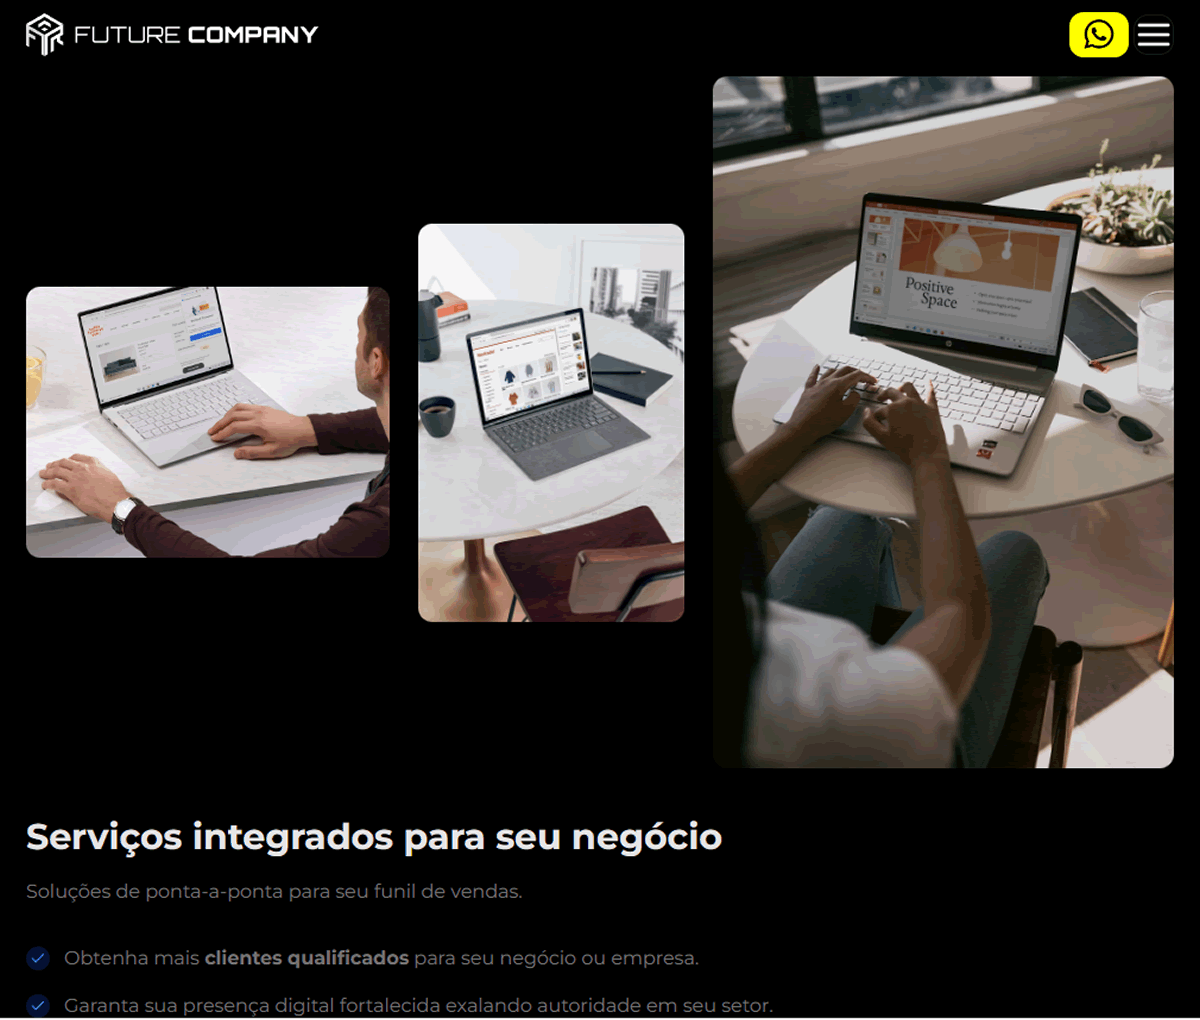 FUTURE COMPANY
Positive
Space
Serviços integrados para seu negócio
Soluções de ponta-a-ponta para seu funil de vendas.
Obtenha mais clientes qualificados para seu negócio ou empresa.
Garanta sua presença digital fortalecida exalando autoridade em seu setor.